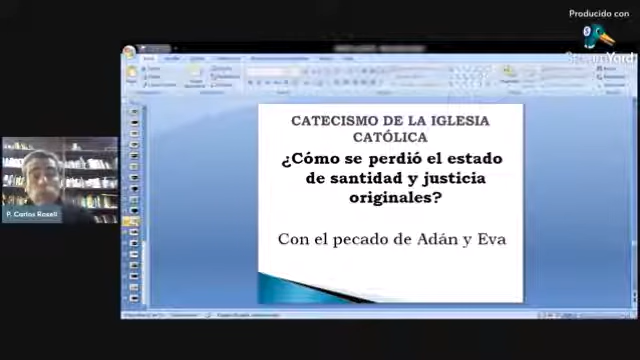 Producido con
StreamYard
CATECISMO DE LA IGLESIA
CATÓLICA
¿Cómo se perdió el estado
de santidad y justicia
originales?
Con el pecado de Adán y Eva
P. Carlos Rosell